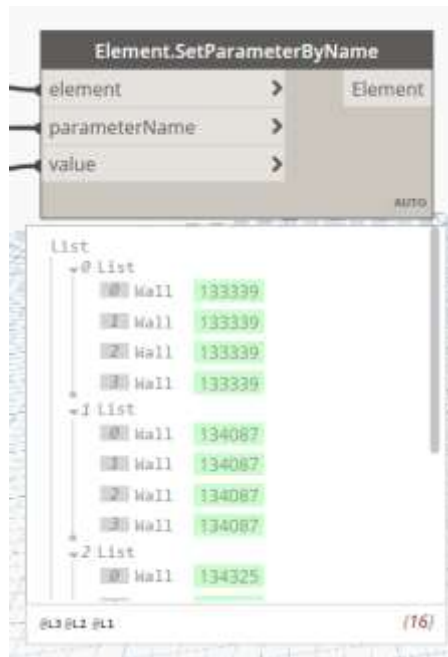 Element.SetParameterByName
element > Element
parameterName >
value >
AUTO
List
0 List
0 Wall 133339
1 Wall 133339
2 Wall 133339
3 Wall 133339
1 List
0 Wall 134087
1 Wall 134087
2 Wall 134087
3 Wall 134087
2 List
0 Wall 134325
@L3 @L2 @L1 (16)